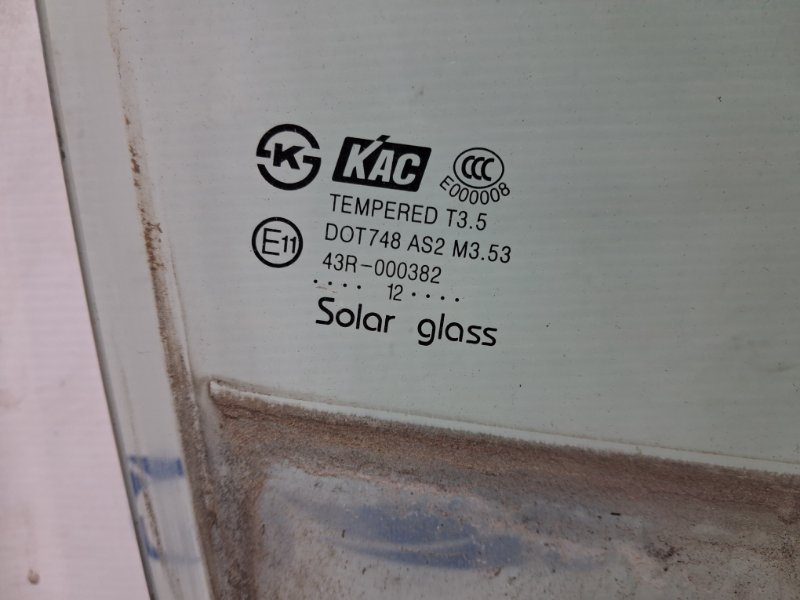 K KAC CCC
E000008
TEMPERED T3.5
E11 DOT748 AS2 M3.53
43R-000382
.... 12 ....
Solar glass